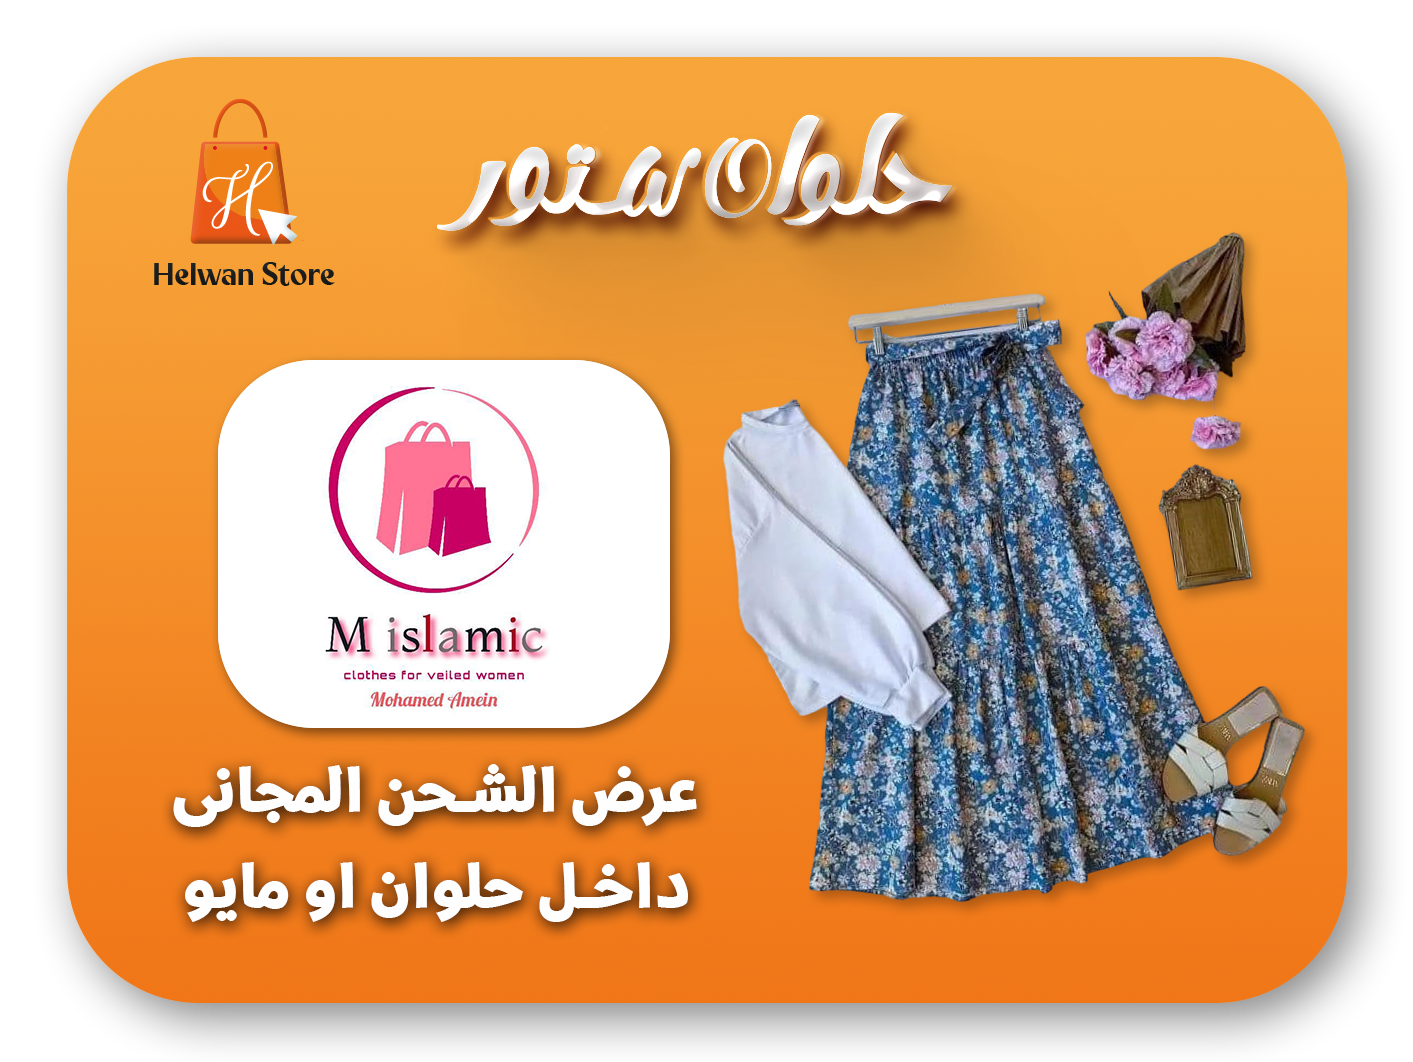 حلوان ستور
H
Helwan Store
M islamic
clothes for veiled women
Mohamed Amein
عرض الشحن المجانى
داخل حلوان او مايو